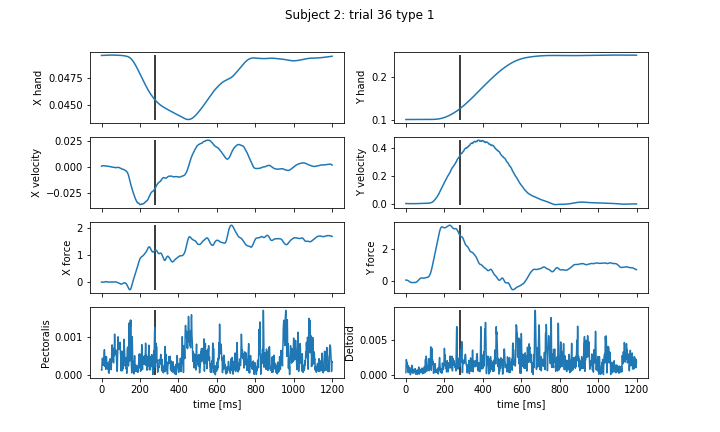 Subject 2: trial 36 type 1
X hand
0.0475
0.0450
Y hand
0.2
0.1
X velocity
0.025
0.000
−0.025
Y velocity
0.4
0.2
0.0
X force
2
1
0
Y force
2
0
Pectoralis
0.001
0.000
0 200 400 600 800 1000 1200
time [ms]
Deltoid
0.005
0.000
0 200 400 600 800 1000 1200
time [ms]